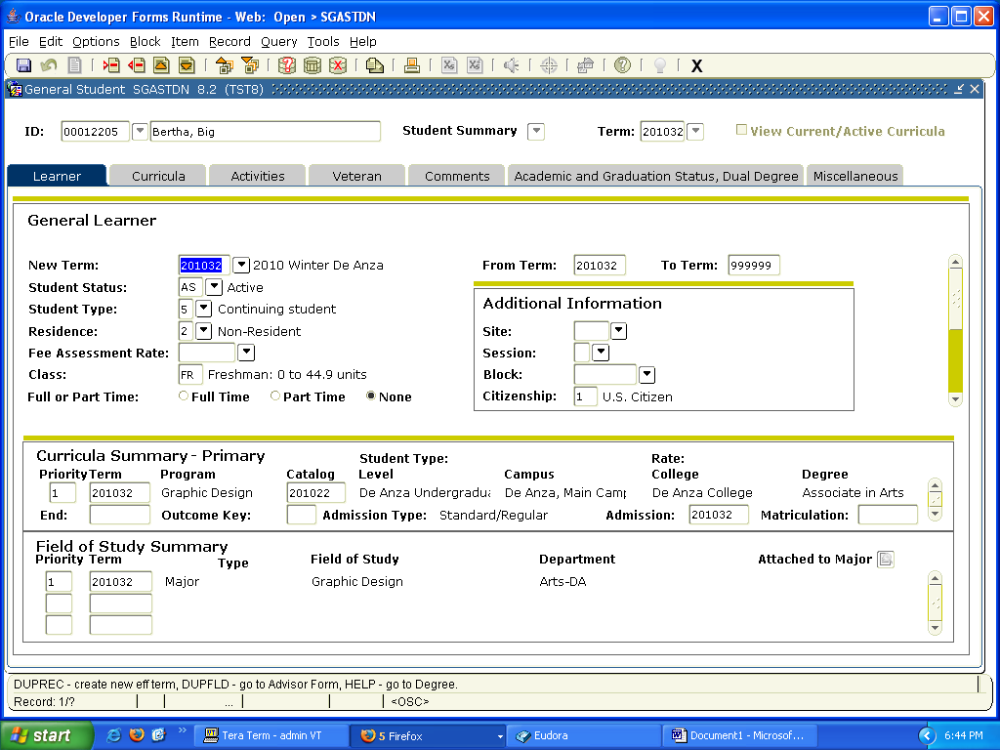 Oracle Developer Forms Runtime - Web: Open > SGASTDN
File Edit Options Block Item Record Query Tools Help
X
General Student SGASTDN 8.2 (TST8)
ID: 00012205 Bertha, Big Student Summary Term: 201032 View Current/Active Curricula
Learner Curricula Activities Veteran Comments Academic and Graduation Status, Dual Degree Miscellaneous
General Learner
New Term: 201032 2010 Winter De Anza From Term: 201032 To Term: 999999
Student Status: AS Active
Additional Information
Student Type: 5 Continuing student
Residence: 2 Non-Resident Site:
Fee Assessment Rate: Session:
Class: FR Freshman: 0 to 44.9 units Block:
Full or Part Time: Full Time Part Time None Citizenship: 1 U.S. Citizen
Curricula Summary - Primary Student Type: Rate:
Priority Term Program Catalog Level Campus College Degree
1 201032 Graphic Design 201022 De Anza Undergradua De Anza, Main Camp De Anza College Associate in Arts
End: Outcome Key: Admission Type: Standard/Regular Admission: 201032 Matriculation:
Field of Study Summary
Priority Term Type Field of Study Department Attached to Major
1 201032 Major Graphic Design Arts-DA
DUPREC - create new eff term, DUPFLD - go to Advisor Form, HELP - go to Degree.
Record: 1/? ... <OSC>
start Tera Term - admin VT 5 Firefox Eudora Document1 - Microsof... 6:44 PM